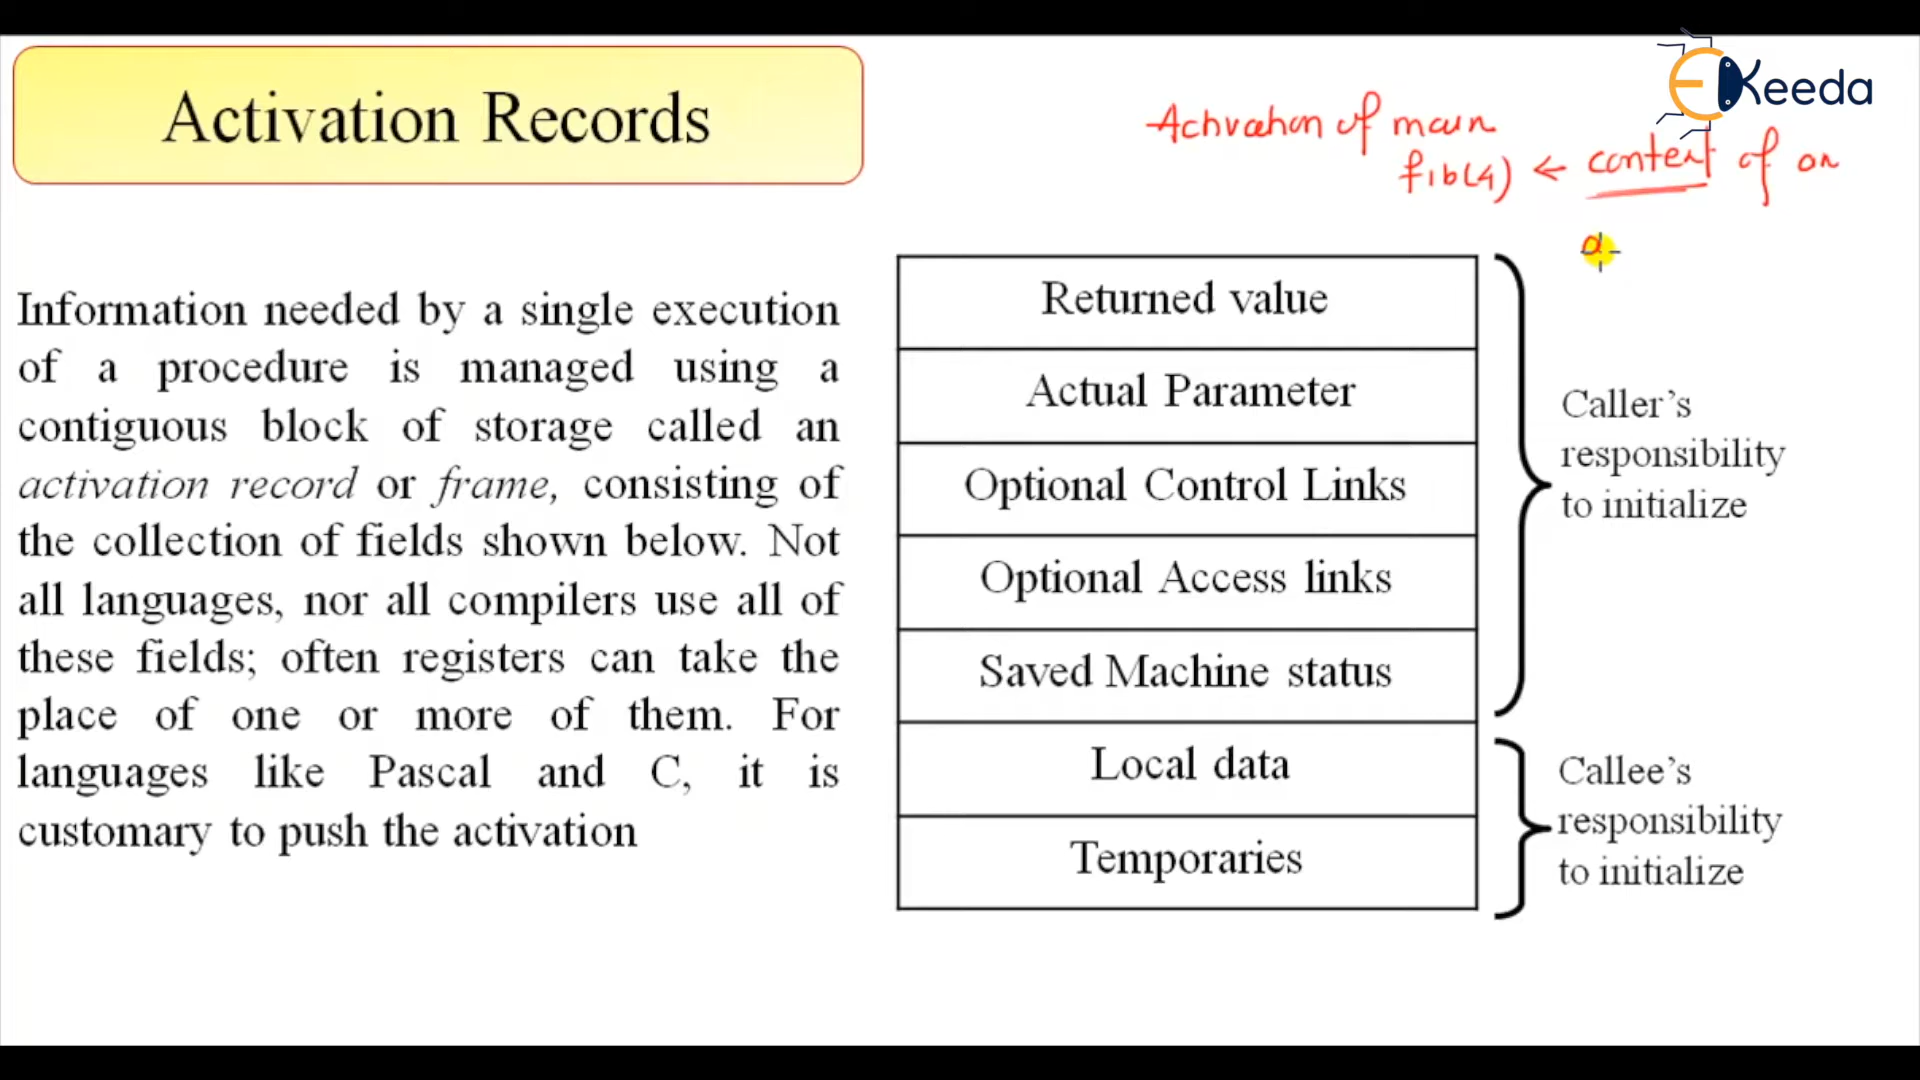 Activation Records
EKeeda
Activation of main
fib(4) ← content of an
a
Information needed by a single execution
of a procedure is managed using a
contiguous block of storage called an
activation record or frame, consisting of
the collection of fields shown below. Not
all languages, nor all compilers use all of
these fields; often registers can take the
place of one or more of them. For
languages like Pascal and C, it is
customary to push the activation
Returned value
Actual Parameter
Optional Control Links
Optional Access links
Saved Machine status
Local data
Temporaries
Caller's
responsibility
to initialize
Callee's
responsibility
to initialize